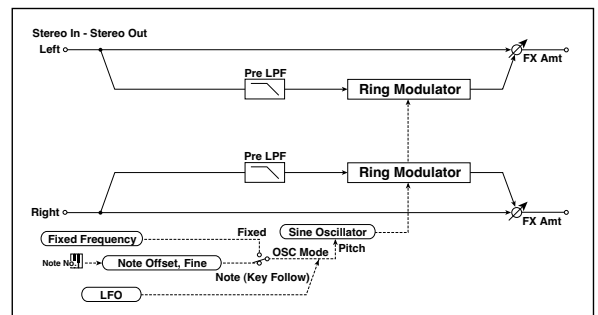 Stereo In - Stereo Out
Left
FX Amt
Pre LPF
Ring Modulator
Pre LPF
Ring Modulator
Right
FX Amt
Fixed
Sine Oscillator
Fixed Frequency
OSC Mode
Pitch
Note No.
Note Offset, Fine
Note (Key Follow)
LFO